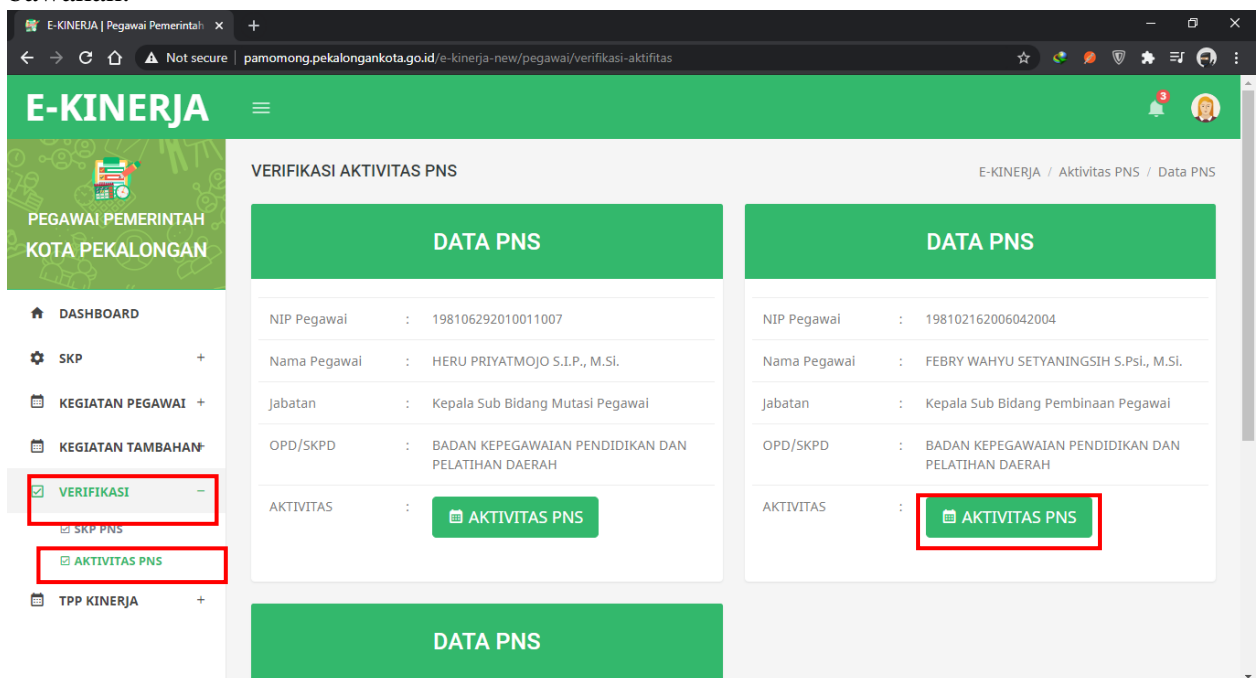 E-KINERJA | Pegawai Pemerintah
Not secure | pamomong.pekalongankota.go.id/e-kinerja-new/pegawai/verifikasi-aktifitas
E-KINERJA
3
PEGAWAI PEMERINTAH
KOTA PEKALONGAN
DASHBOARD
SKP +
KEGIATAN PEGAWAI +
KEGIATAN TAMBAHAN+
VERIFIKASI −
SKP PNS
AKTIVITAS PNS
TPP KINERJA +
VERIFIKASI AKTIVITAS PNS
E-KINERJA / Aktivitas PNS / Data PNS
DATA PNS
NIP Pegawai : 198106292010011007
Nama Pegawai : HERU PRIYATMOJO S.I.P., M.Si.
Jabatan : Kepala Sub Bidang Mutasi Pegawai
OPD/SKPD : BADAN KEPEGAWAIAN PENDIDIKAN DAN
PELATIHAN DAERAH
AKTIVITAS : AKTIVITAS PNS
DATA PNS
NIP Pegawai : 198102162006042004
Nama Pegawai : FEBRY WAHYU SETYANINGSIH S.Psi., M.Si.
Jabatan : Kepala Sub Bidang Pembinaan Pegawai
OPD/SKPD : BADAN KEPEGAWAIAN PENDIDIKAN DAN
PELATIHAN DAERAH
AKTIVITAS : AKTIVITAS PNS
DATA PNS